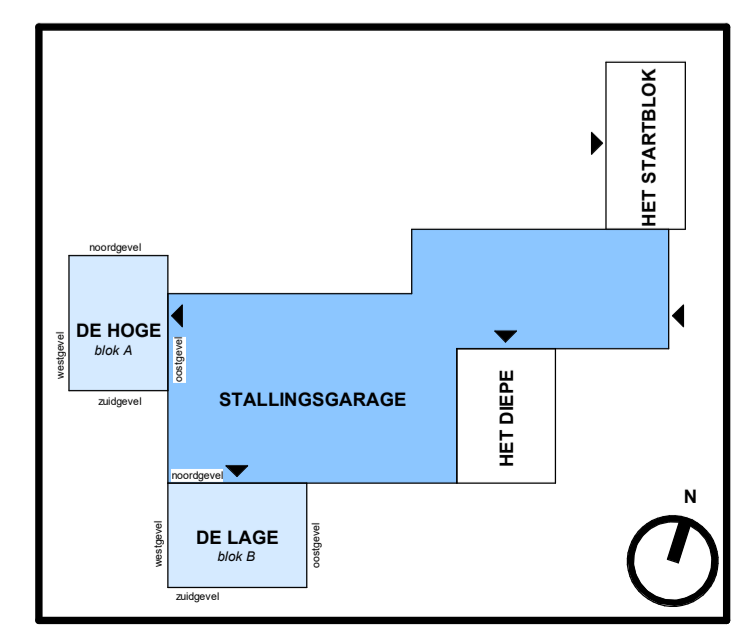 HET STARTBLOK
noordgevel
DE HOGE
blok A
westgevel
oostgevel
zuidgevel
STALLINGSGARAGE
HET DIEPE
noordgevel
DE LAGE
blok B
westgevel
oostgevel
zuidgevel
N